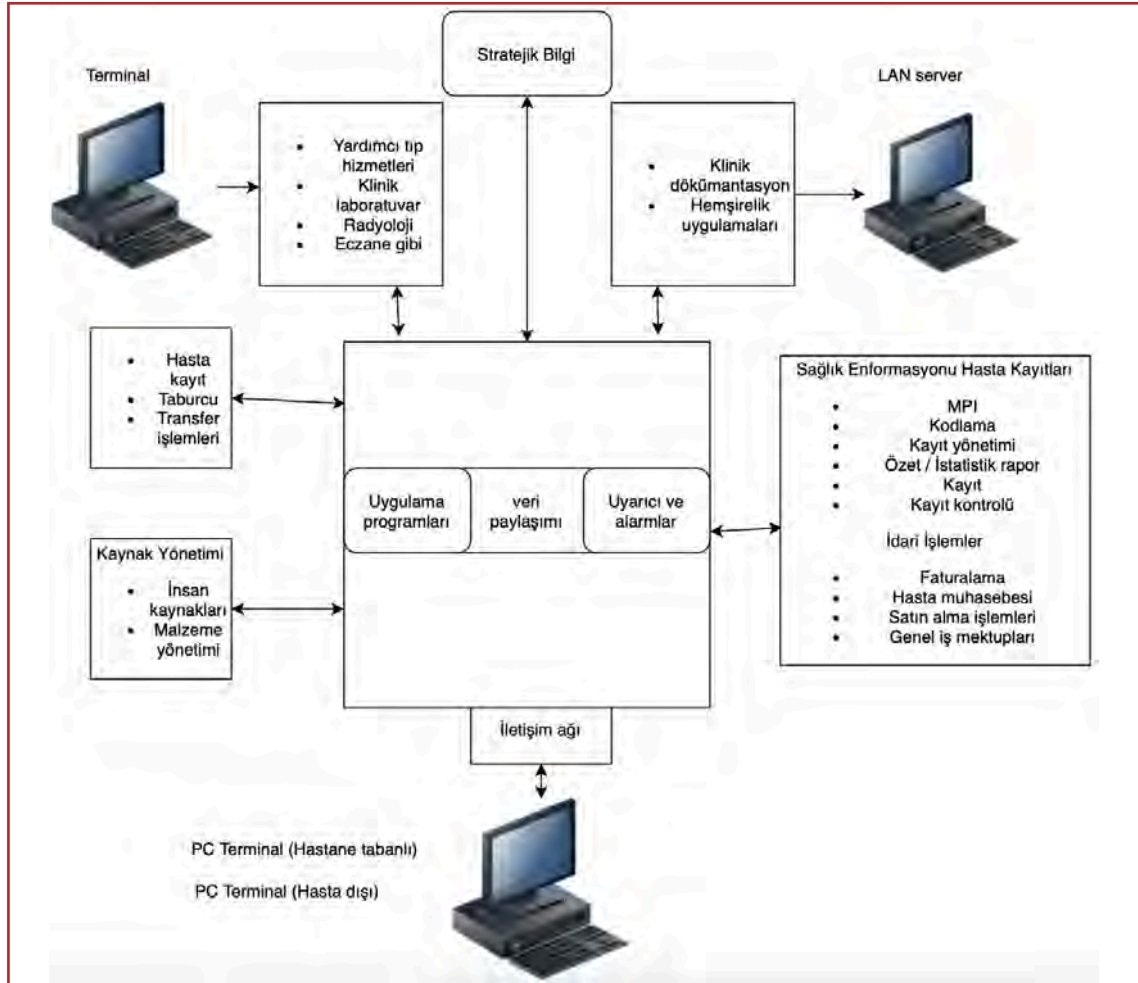 Stratejik Bilgi
Terminal
LAN server
• Yardımcı tıp
hizmetleri
• Klinik
laboratuvar
• Radyoloji
• Eczane gibi
• Klinik
dökümantasyon
• Hemşirelik
uygulamaları
• Hasta
kayıt
• Taburcu
• Transfer
işlemleri
Sağlık Enformasyonu Hasta Kayıtları
• MPI
• Kodlama
• Kayıt yönetimi
• Özet / İstatistik rapor
• Kayıt
• Kayıt kontrolü
İdari İşlemler
• Faturalama
• Hasta muhasebesi
• Satın alma işlemleri
• Genel iş mektupları
Uygulama
programları
veri
paylaşımı
Uyarıcı ve
alarmlar
Kaynak Yönetimi
• İnsan
kaynakları
• Malzeme
yönetimi
İletişim ağı
PC Terminal (Hastane tabanlı)
PC Terminal (Hasta dışı)